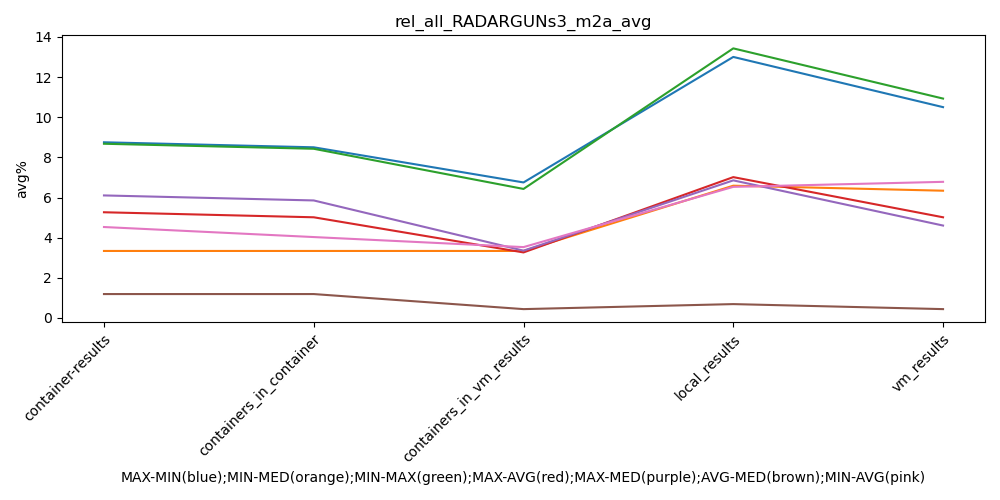 rel_all_RADARGUNs3_m2a_avg
avg%
14
12
10
8
6
4
2
0
container-results
containers_in_container
containers_in_vm_results
local_results
vm_results
MAX-MIN(blue);MIN-MED(orange);MIN-MAX(green);MAX-AVG(red);MAX-MED(purple);AVG-MED(brown);MIN-AVG(pink)